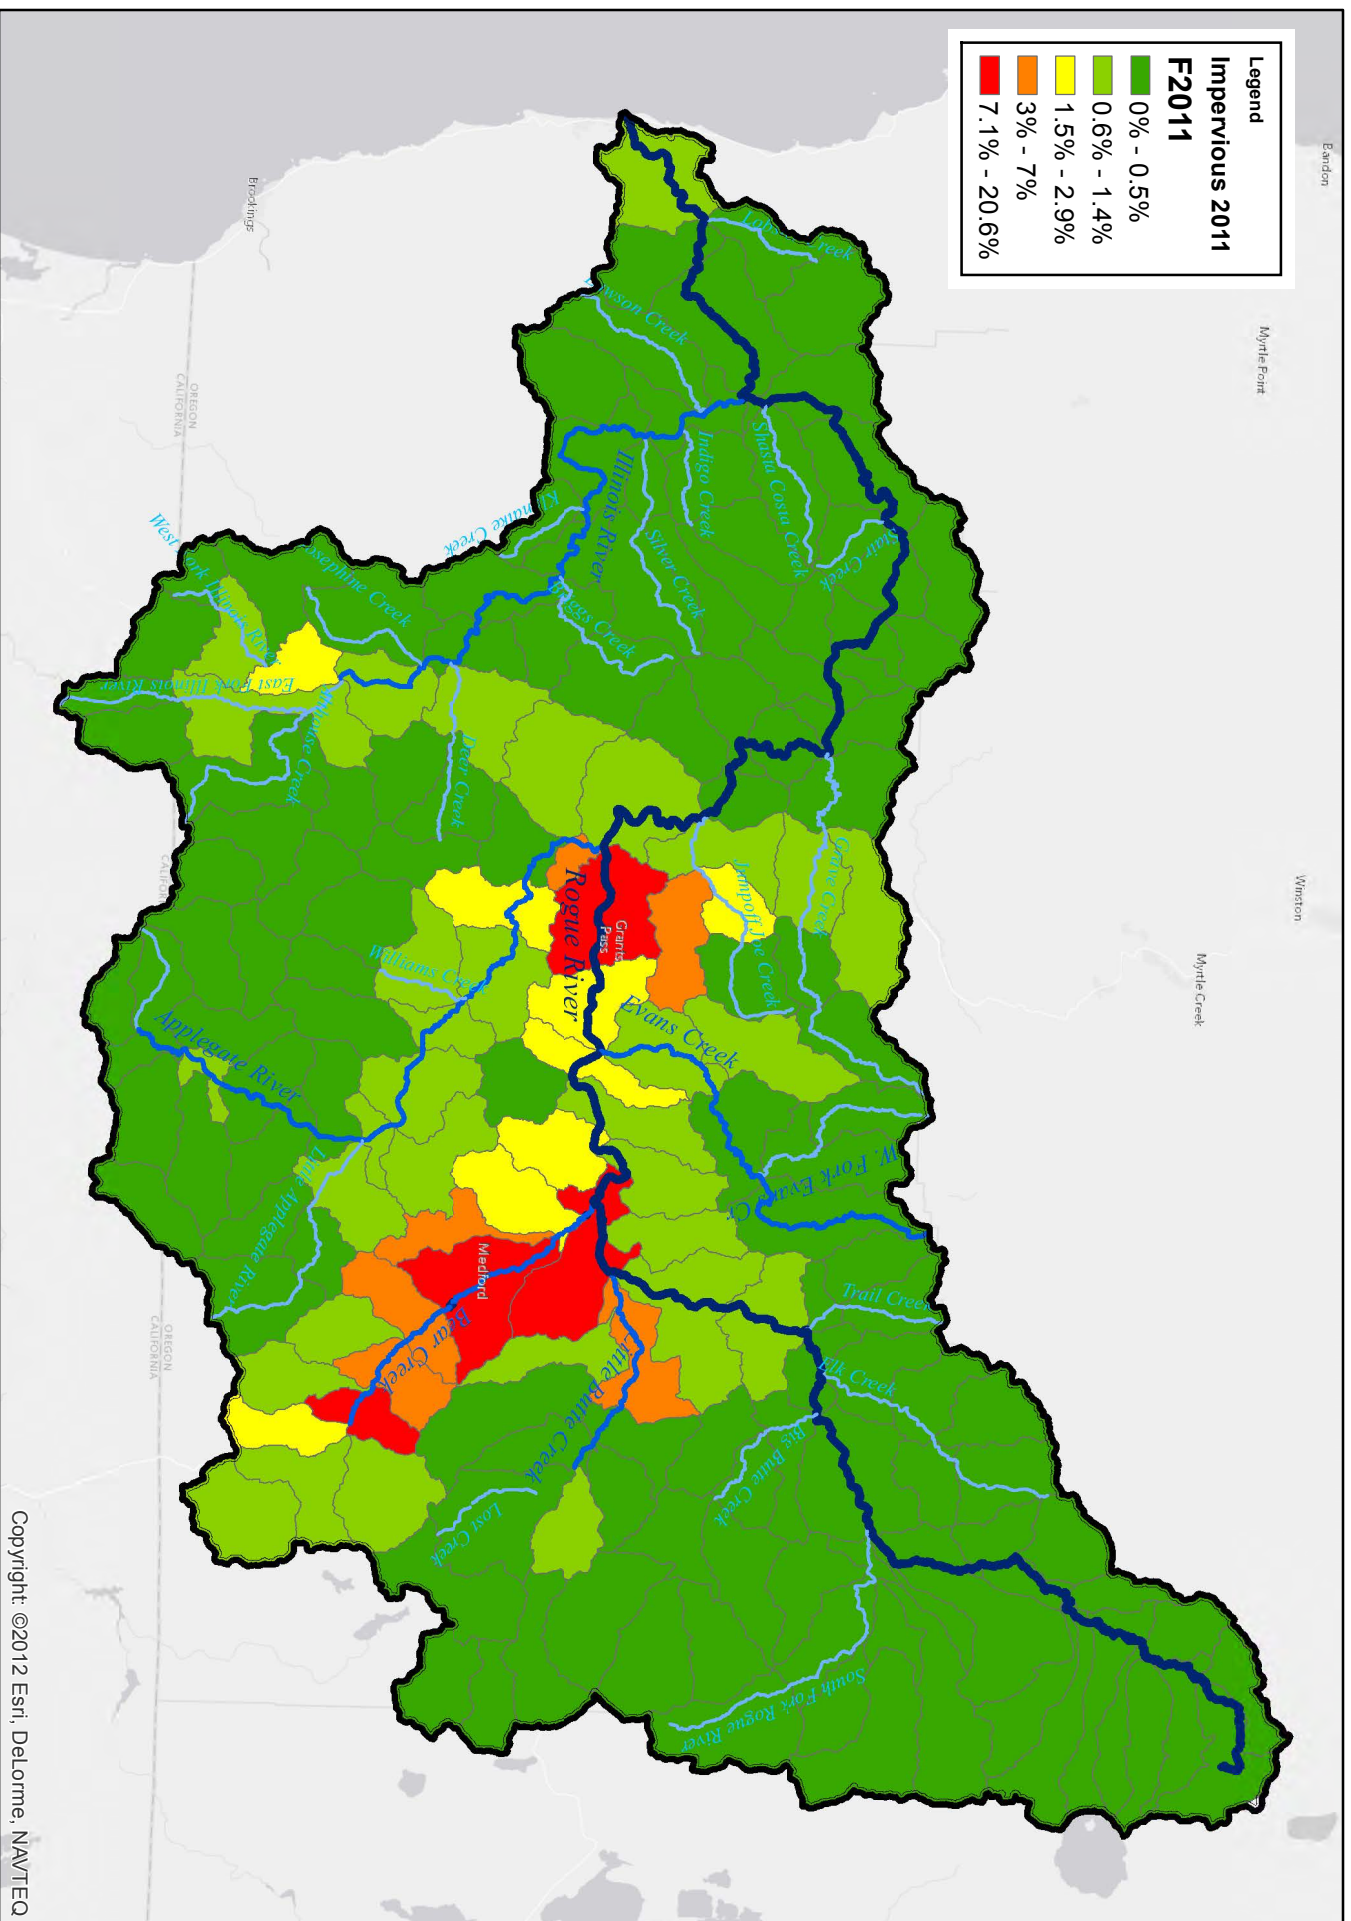 Legend
Impervious 2011
F2011
0% - 0.5%
0.6% - 1.4%
1.5% - 2.9%
3% - 7%
7.1% - 20.6%
Bandon
Myrtle Point
Winston
Myrtle Creek
Brookings
OREGON
CALIFORNIA
Creek
Indigo Creek
Shasta Costa Creek
Stair Creek
Illinois River
Silver Creek
Briggs Creek
Klondike Creek
Josephine Creek
West Fork Illinois River
East Fork Illinois River
Althouse Creek
Deer Creek
Grave Creek
Jumpoff Joe Creek
Grants Pass
Rogue River
Evans Creek
W. Fork Evans Cr
Williams Creek
Applegate River
Little Applegate River
Medford
Bear Creek
Little Butte Creek
Trail Creek
Elk Creek
Big Butte Creek
Lost Creek
South Fork Rogue River
OREGON
CALIFORNIA
Copyright: ©2012 Esri, DeLorme, NAVTEQ